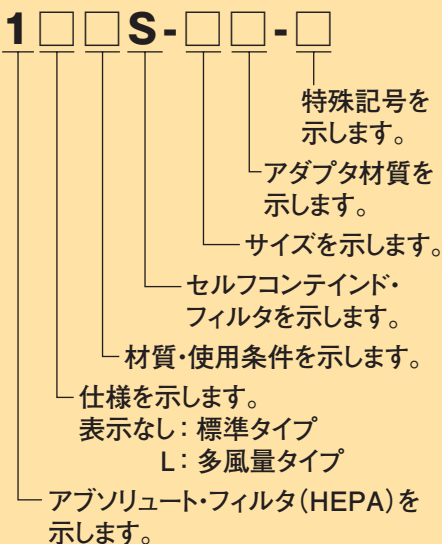 1□□S-□□-□
特殊記号を
示します。
アダプタ材質を
示します。
サイズを示します。
セルフコンテインド・
フィルタを示します。
材質・使用条件を示します。
仕様を示します。
表示なし：標準タイプ
L：多風量タイプ
アブソリュート・フィルタ（HEPA）を
示します。